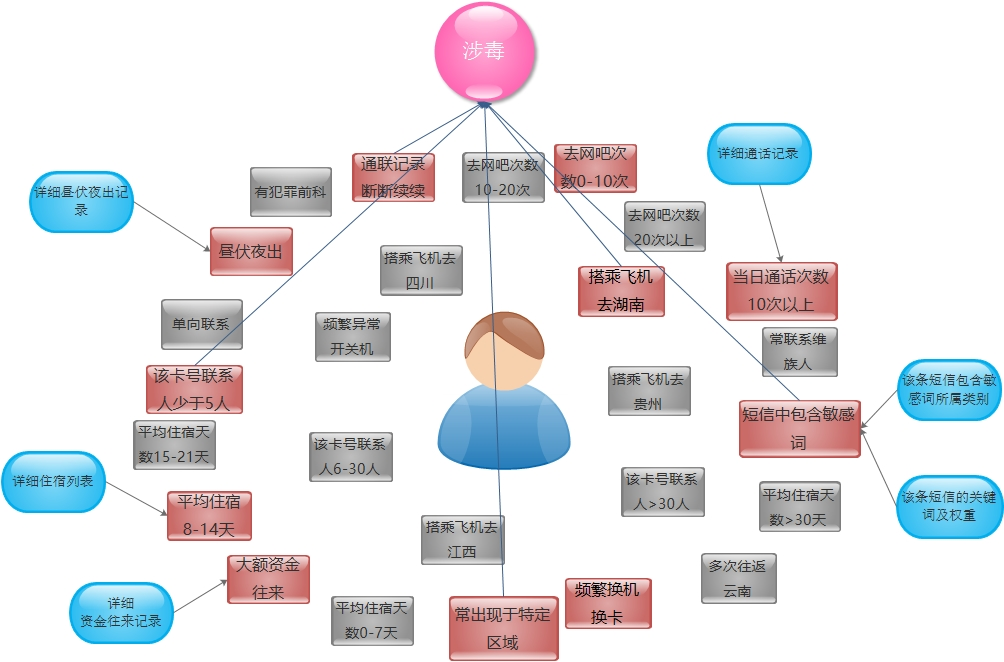 涉毒
详细通话记录
通联记录
断断续续
去网吧次数
10-20次
去网吧次
数0-10次
有犯罪前科
详细昼伏夜出记
录
去网吧次数
20次以上
昼伏夜出
搭乘飞机去
四川
搭乘飞机
去湖南
当日通话次数
10次以上
单向联系
频繁异常
开关机
常联系维
族人
该卡号联系
人少于5人
搭乘飞机去
贵州
该条短信包含敏
感词所属类别
短信中包含敏感
词
平均住宿天
数15-21天
该卡号联系
人6-30人
详细住宿列表
该卡号联系
人>30人
平均住宿天
数>30天
该条短信的关键
词及权重
平均住宿
8-14天
搭乘飞机去
江西
大额资金
往来
多次往返
云南
详细
资金往来记录
平均住宿天
数0-7天
常出现于特定
区域
频繁换机
换卡